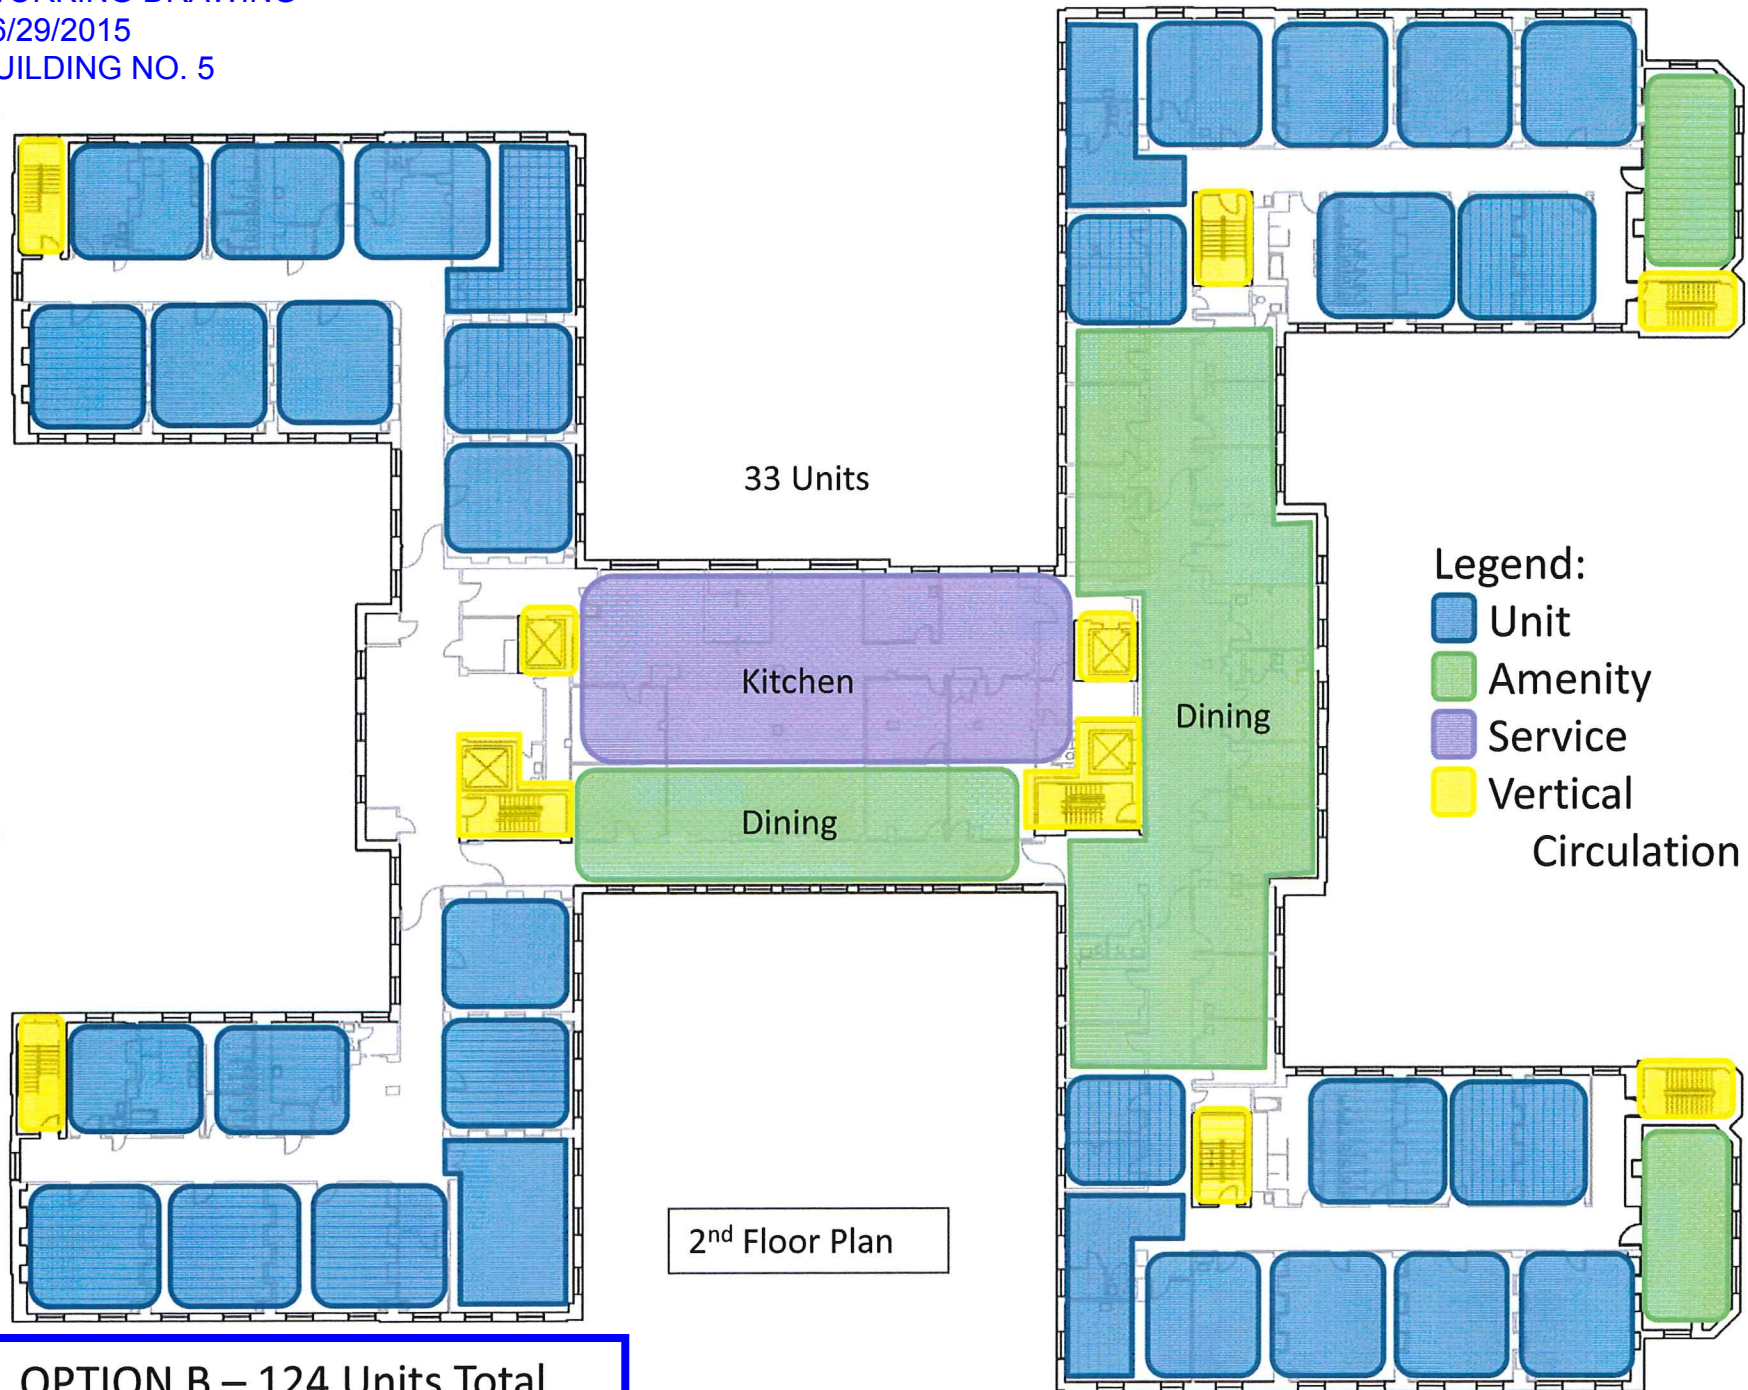 6/29/2015
UILDING NO. 5
33 Units
Legend:
Unit
Amenity
Kitchen
Service
Dining
Vertical
Dining
Circulation
2nd Floor Plan
OPTION B – 124 Units Total